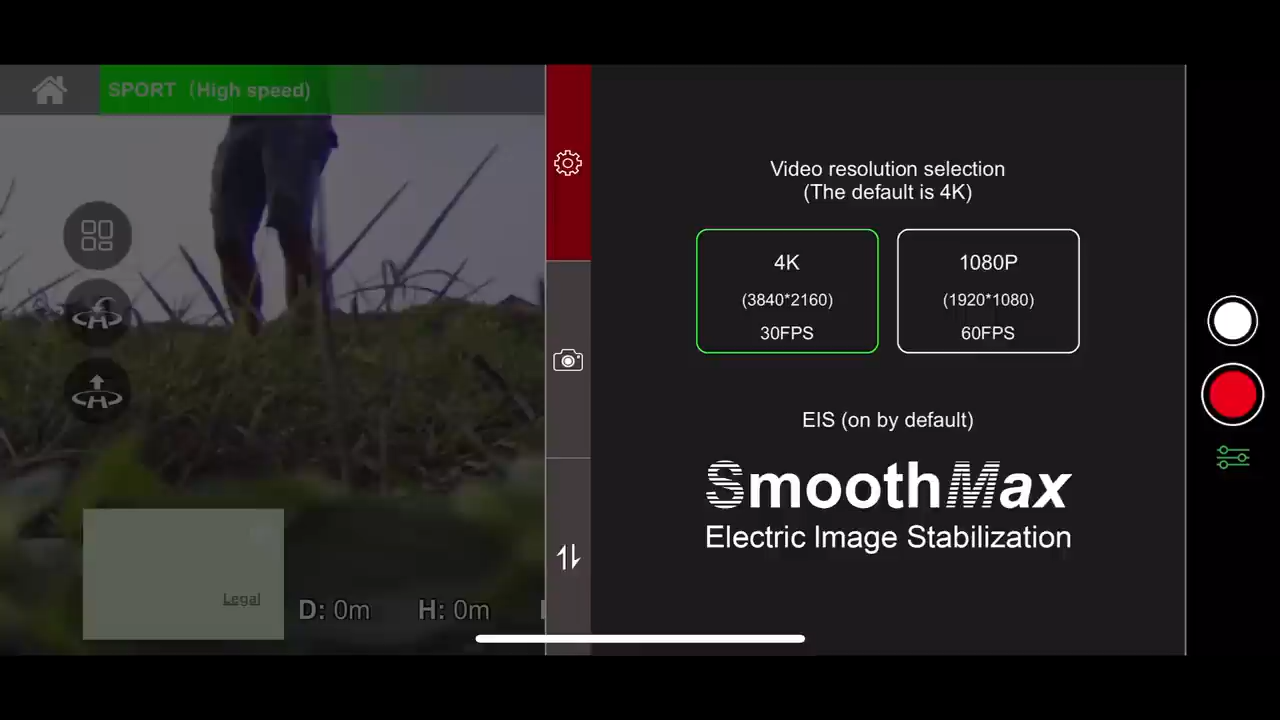 SPORT（High speed)
Video resolution selection
(The default is 4K)
4K
(3840*2160)
30FPS
1080P
(1920*1080)
60FPS
EIS (on by default)
SmoothMax
Electric Image Stabilization
Legal
D: 0m
H: 0m